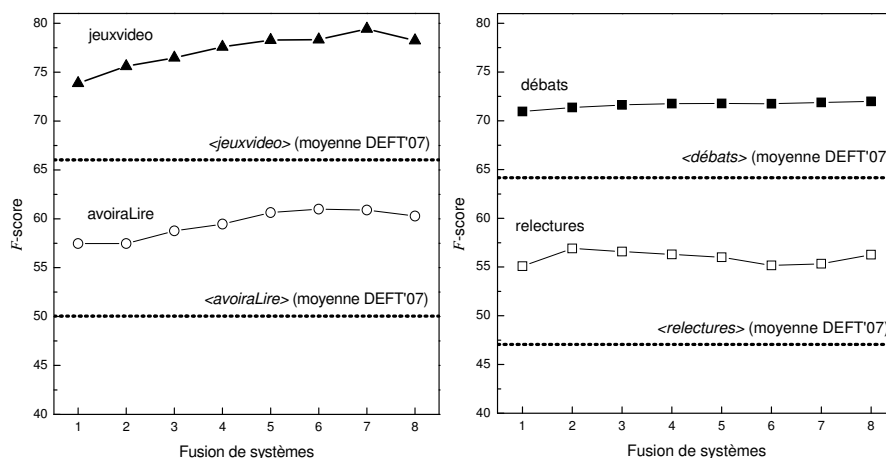 80
75
70
65
60
55
50
45
40
F-score
jeuxvideo
<jeuxvideo> (moyenne DEFT'07)
avoiraLire
<avoiraLire> (moyenne DEFT'07)
1 2 3 4 5 6 7 8
Fusion de systèmes
80
75
70
65
60
55
50
45
40
F-score
débats
<débats> (moyenne DEFT'07
relectures
<relectures> (moyenne DEFT'07)
1 2 3 4 5 6 7 8
Fusion de systèmes